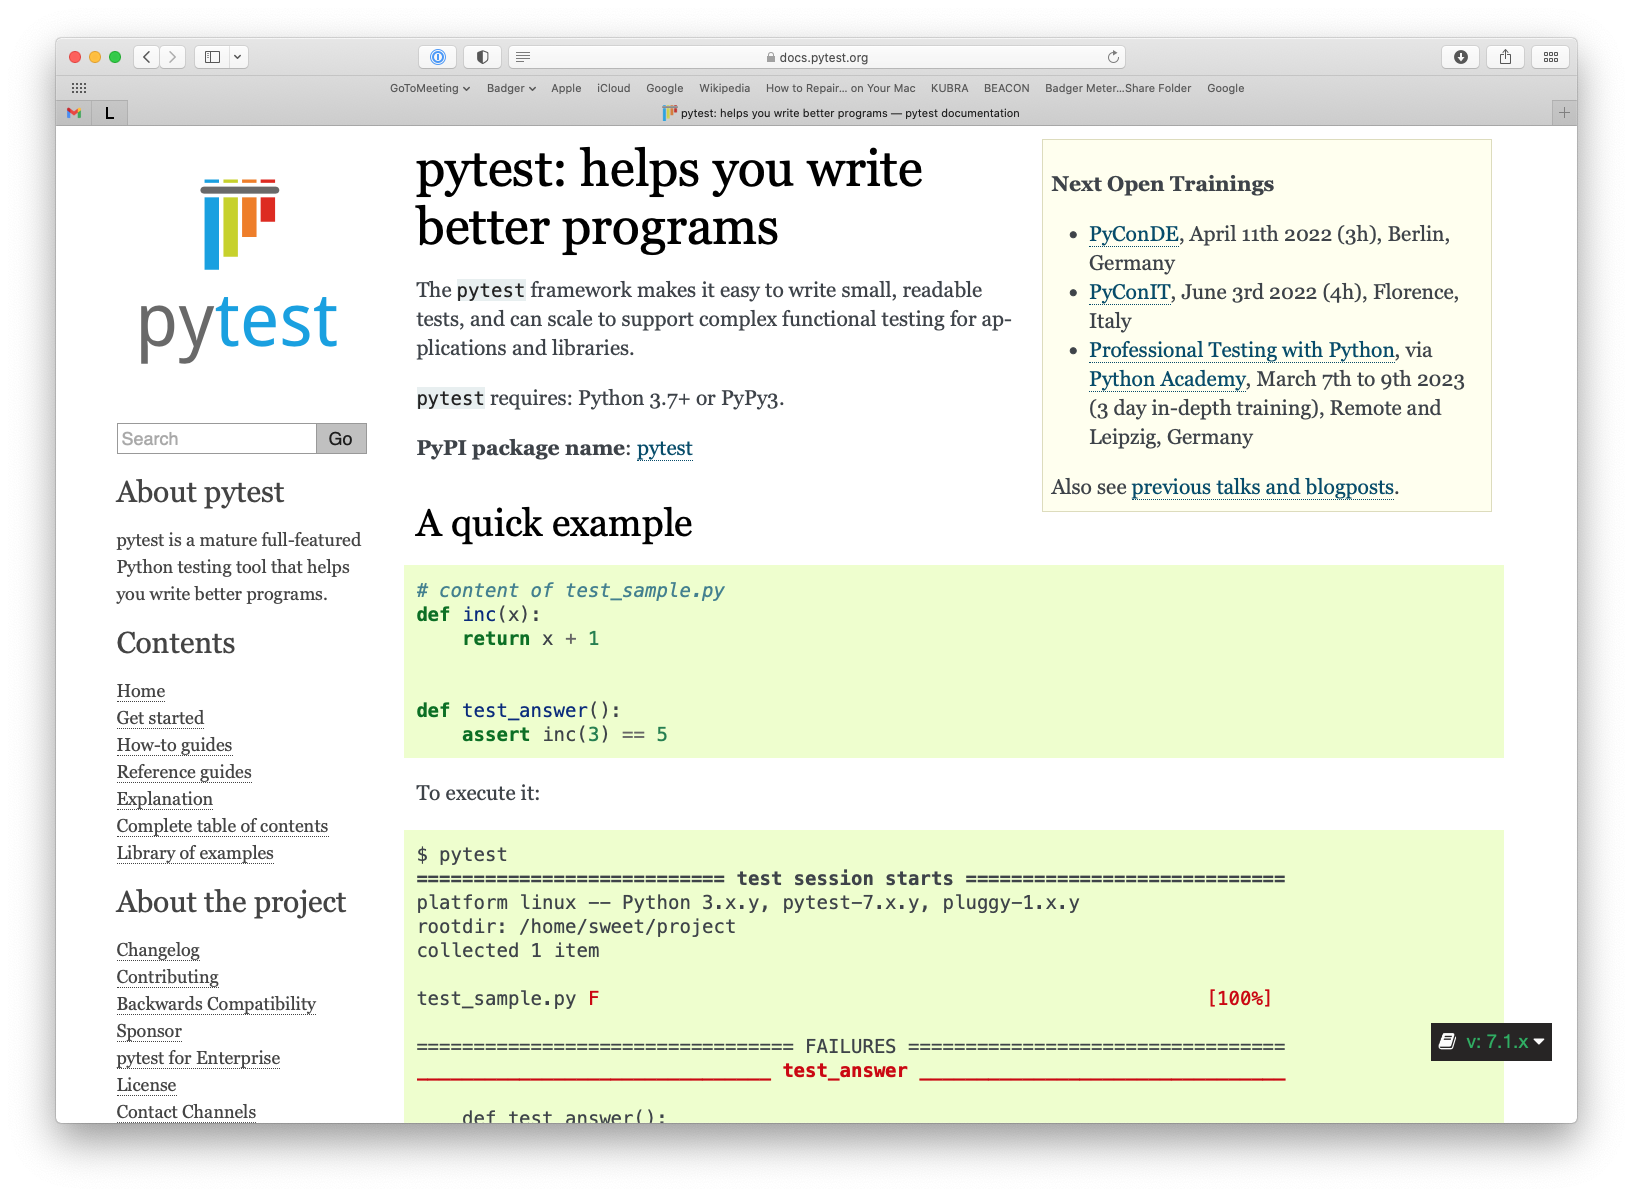 docs.pytest.org
GoToMeeting Badger Apple iCloud Google Wikipedia How to Repair... on Your Mac KUBRA BEACON Badger Meter...Share Folder Google
L
pytest: helps you write better programs — pytest documentation
pytest
Search Go
About pytest
pytest is a mature full-featured
Python testing tool that helps
you write better programs.
Contents
Home
Get started
How-to guides
Reference guides
Explanation
Complete table of contents
Library of examples
About the project
Changelog
Contributing
Backwards Compatibility
Sponsor
pytest for Enterprise
License
Contact Channels
pytest: helps you write
better programs
The pytest framework makes it easy to write small, readable
tests, and can scale to support complex functional testing for ap-
plications and libraries.
pytest requires: Python 3.7+ or PyPy3.
PyPI package name: pytest
Next Open Trainings
• PyConDE, April 11th 2022 (3h), Berlin,
Germany
• PyConIT, June 3rd 2022 (4h), Florence,
Italy
• Professional Testing with Python, via
Python Academy, March 7th to 9th 2023
(3 day in-depth training), Remote and
Leipzig, Germany
Also see previous talks and blogposts.
A quick example
# content of test_sample.py
def inc(x):
    return x + 1
def test_answer():
    assert inc(3) == 5
To execute it:
$ pytest
=========================== test session starts ============================
platform linux -- Python 3.x.y, pytest-7.x.y, pluggy-1.x.y
rootdir: /home/sweet/project
collected 1 item
test_sample.py F [100%]
================================= FAILURES =================================
_______________________________ test_answer ________________________________
    def test_answer():
v: 7.1.x